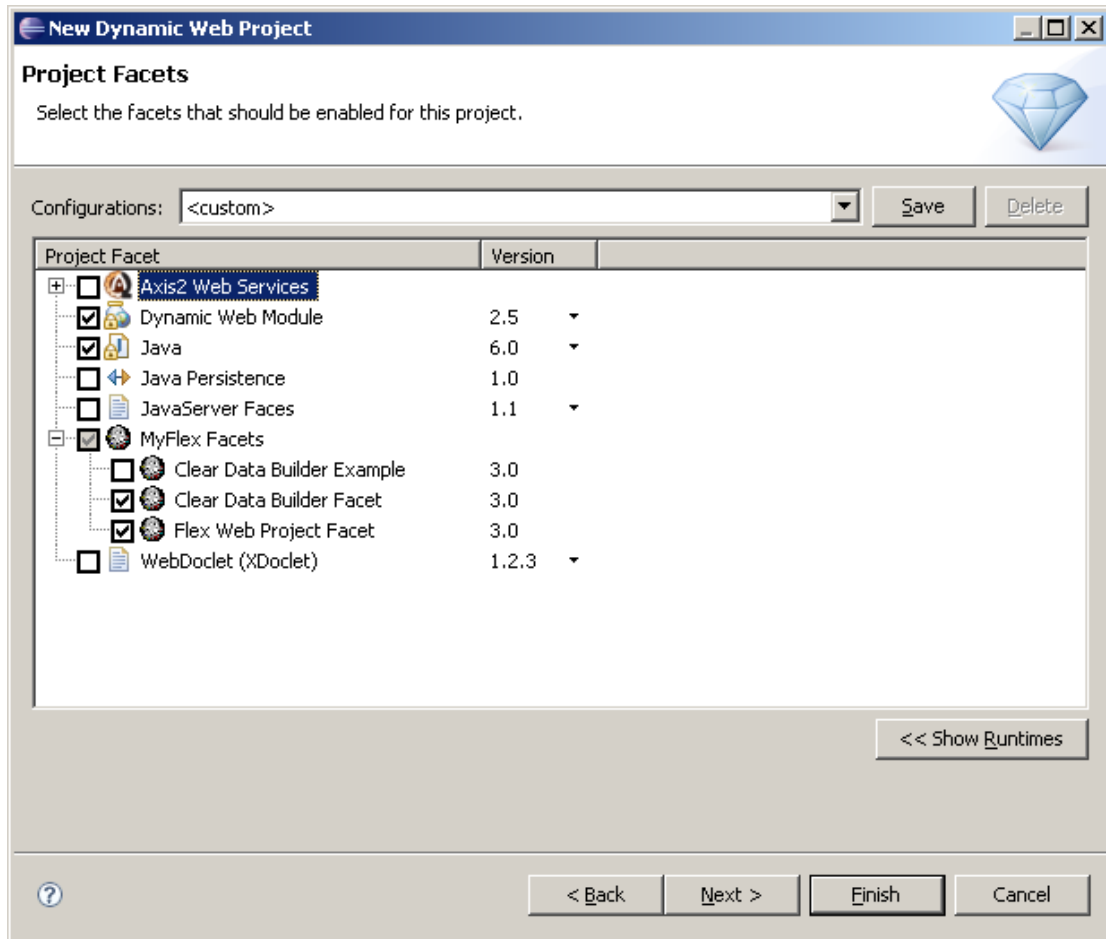 New Dynamic Web Project
Project Facets
Select the facets that should be enabled for this project.
Configurations: <custom> Save Delete
Project Facet Version
Axis2 Web Services
Dynamic Web Module 2.5
Java 6.0
Java Persistence 1.0
JavaServer Faces 1.1
MyFlex Facets
Clear Data Builder Example 3.0
Clear Data Builder Facet 3.0
Flex Web Project Facet 3.0
WebDoclet (XDoclet) 1.2.3
<< Show Runtimes
< Back Next > Finish Cancel